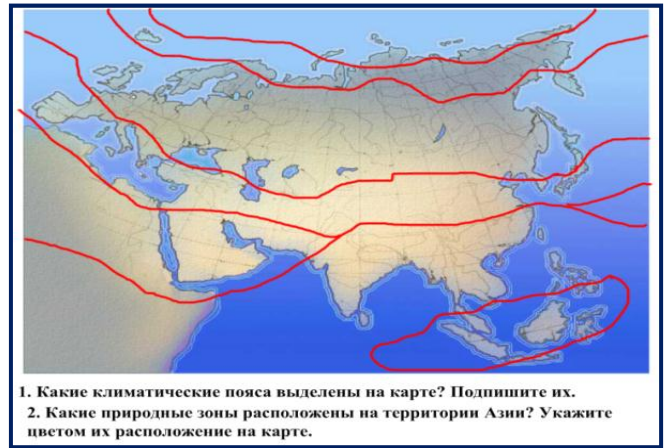 1. Какие климатические пояса выделены на карте? Подпишите их.
2. Какие природные зоны расположены на территории Азии? Укажите
цветом их расположение на карте.